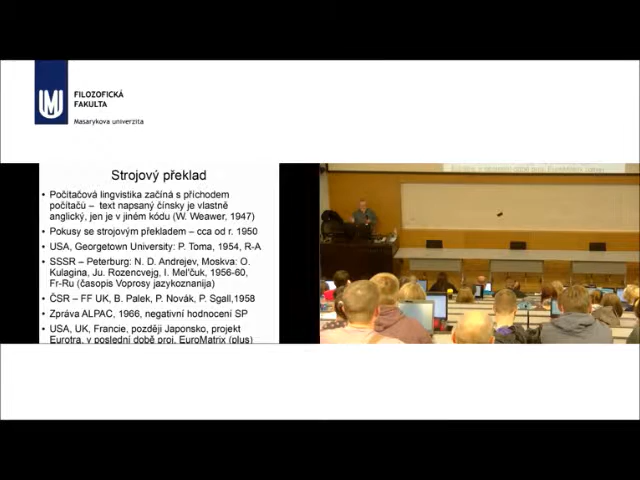 FILOZOFICKÁ
FAKULTA
Masarykova univerzita
Strojový překlad
• Počítačová lingvistika začíná s příchodem
počítačů – text napsaný čínsky je vlastně
anglický, jen je v jiném kódu (W. Weawer, 1947)
• Pokusy se strojovým překladem – cca od r. 1950
• USA, Georgetown University: P. Toma, 1954, R-A
• SSSR – Peterburg: N. D. Andrejev, Moskva: O.
Kulagina, Ju. Rozencvejg, I. Mel'čuk, 1956-60,
Fr-Ru (časopis Voprosy jazykoznanija)
• ČSR – FF UK, B. Palek, P. Novák, P. Sgall,1958
• Zpráva ALPAC, 1966, negativní hodnocení SP
• USA, UK, Francie, později Japonsko, projekt
Eurotra, v poslední době proj. EuroMatrix (plus)